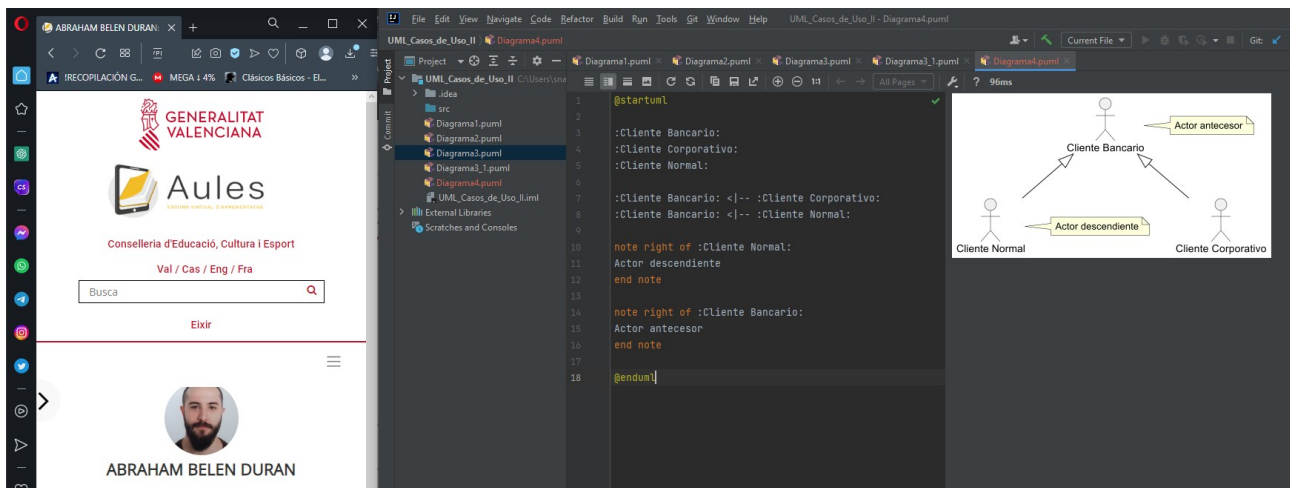 ABRAHAM BELEN DURAN:
!RECOPILACIÓN G...
MEGA ↓ 4%
Clásicos Básicos - El...
»
GENERALITAT
VALENCIANA
Aules
Conselleria d'Educació, Cultura i Esport
Val / Cas / Eng / Fra
Busca
Eixir
ABRAHAM BELEN DURAN
File Edit View Navigate Code Refactor Build Run Tools Git Window Help UML_Casos_de_Uso_II - Diagrama4.puml
UML_Casos_de_Uso_II Diagrama4.puml
Current File
Git:
Project
Diagrama1.puml
Diagrama2.puml
Diagrama3.puml
Diagrama3_1.puml
Diagrama4.puml
Project
Commit
UML_Casos_de_Uso_II C:\Users\sna
.idea
src
Diagrama1.puml
Diagrama2.puml
Diagrama3.puml
Diagrama3_1.puml
Diagrama4.puml
UML_Casos_de_Uso_II.iml
External Libraries
Scratches and Consoles
1:1
All Pages
? 96ms
1 @startuml
2
3 :Cliente Bancario:
4 :Cliente Corporativo:
5 :Cliente Normal:
6
7 :Cliente Bancario: <|-- :Cliente Corporativo:
8 :Cliente Bancario: <|-- :Cliente Normal:
9
10 note right of :Cliente Normal:
11 Actor descendiente
12 end note
13
14 note right of :Cliente Bancario:
15 Actor antecesor
16 end note
17
18 @enduml
Actor antecesor
Cliente Bancario
Actor descendiente
Cliente Normal
Cliente Corporativo